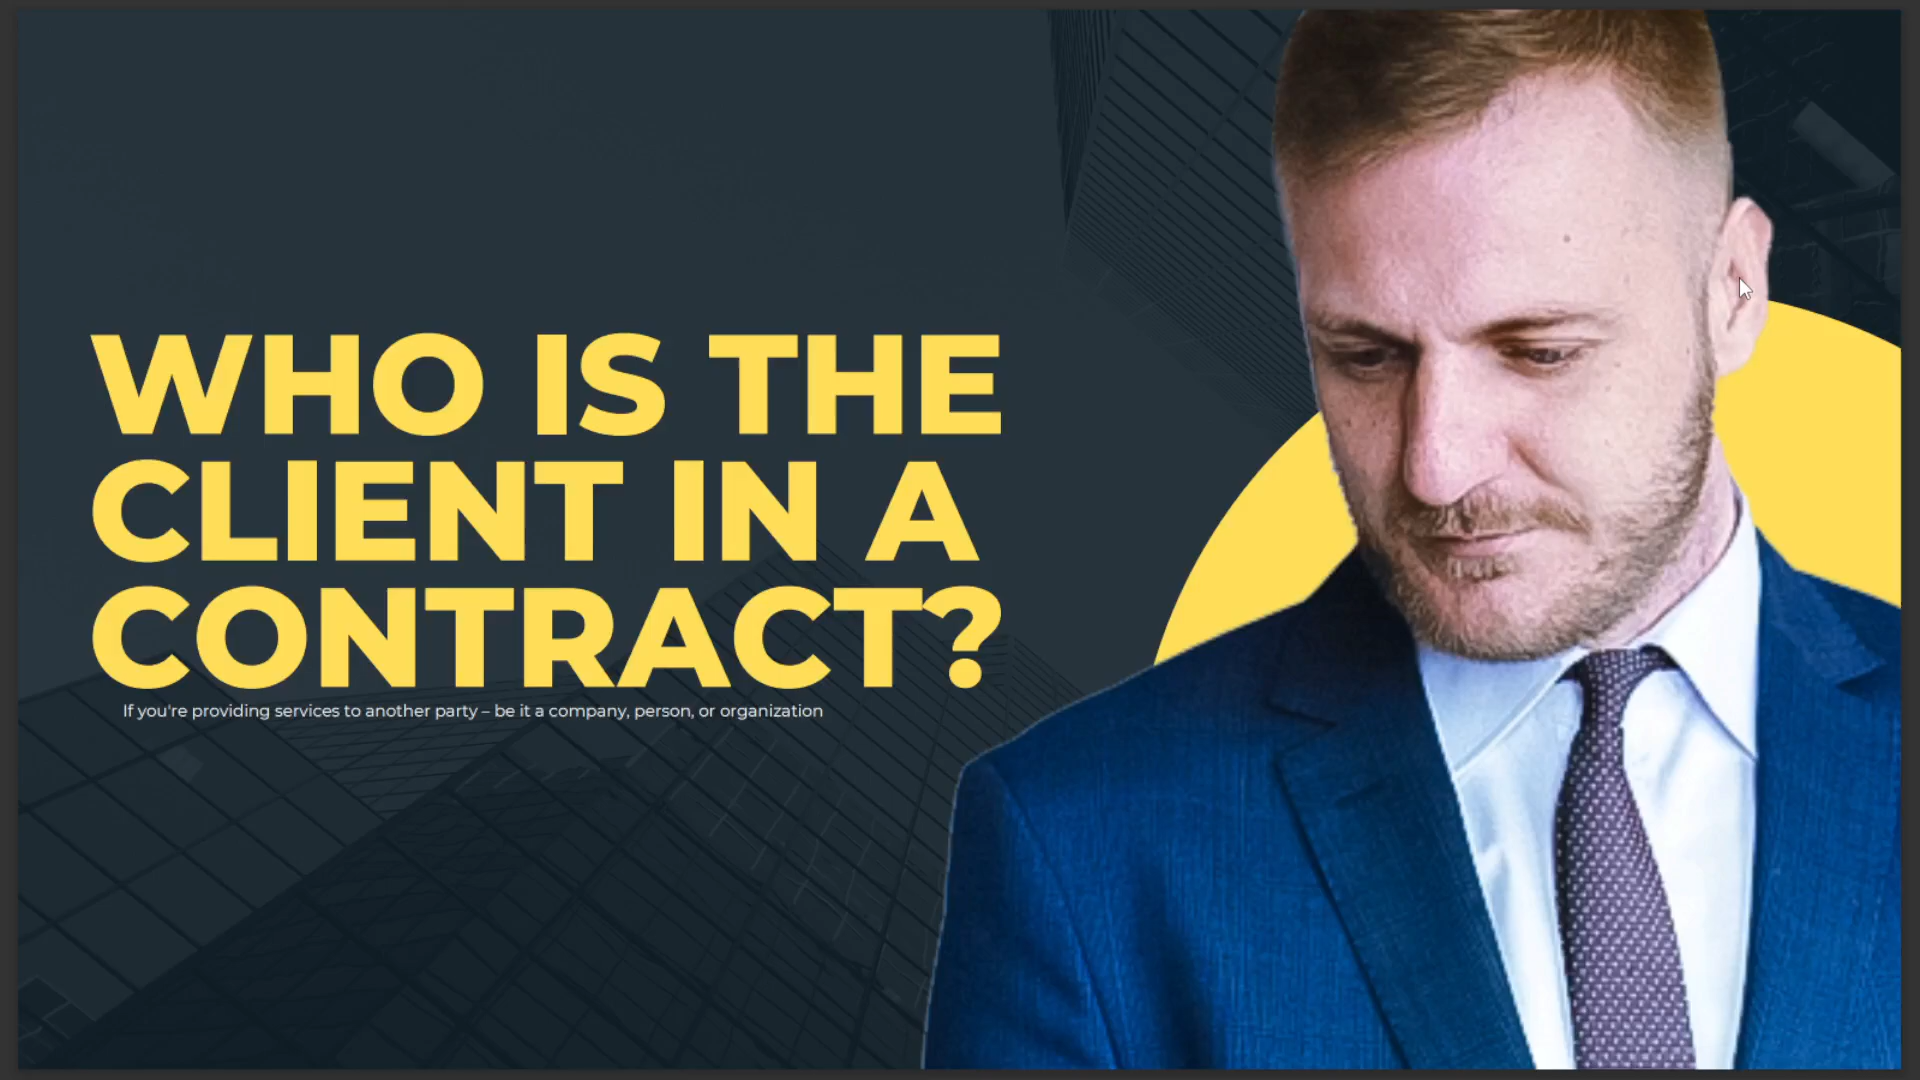 WHO IS THE
CLIENT IN A
CONTRACT?
If you're providing services to another party – be it a company, person, or organization